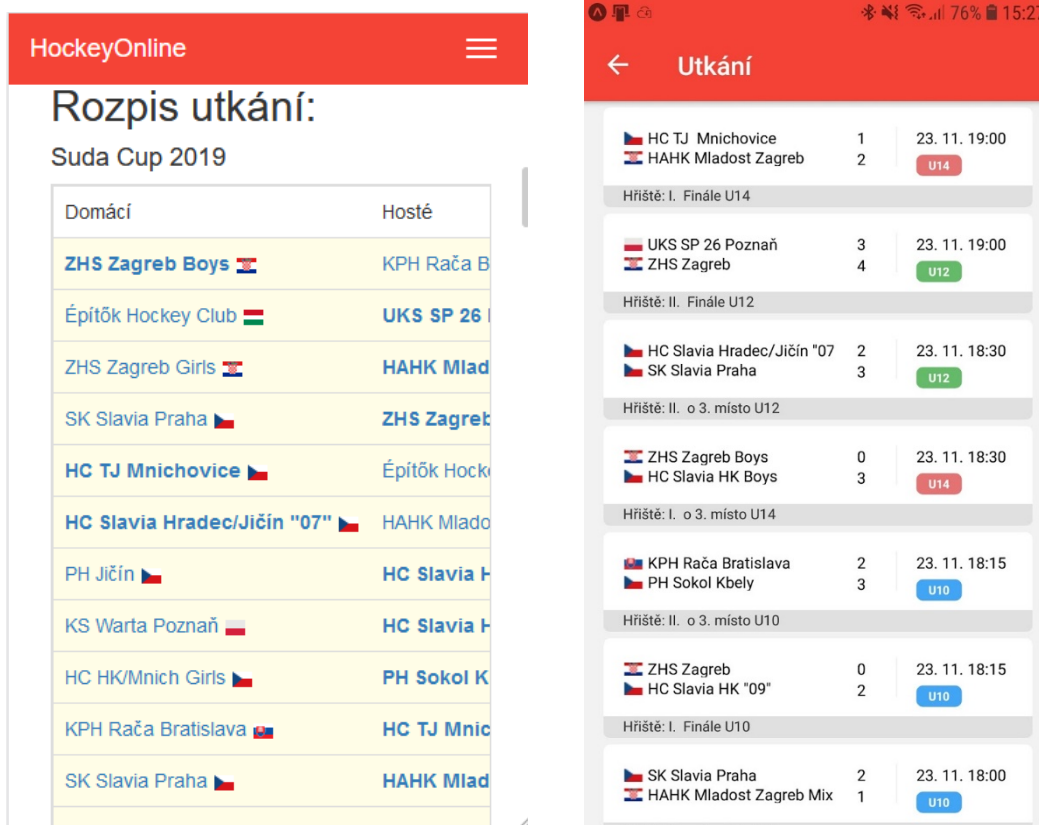 HockeyOnline
Rozpis utkání:
Suda Cup 2019
Domácí Hosté
ZHS Zagreb Boys KPH Rača B
Építők Hockey Club UKS SP 26
ZHS Zagreb Girls HAHK Mlad
SK Slavia Praha ZHS Zagreb
HC TJ Mnichovice Építők Hock
HC Slavia Hradec/Jičín "07" HAHK Mlado
PH Jičín HC Slavia H
KS Warta Poznaň HC Slavia H
HC HK/Mnich Girls PH Sokol K
KPH Rača Bratislava HC TJ Mnic
SK Slavia Praha HAHK Mlad
76% 15:27
Utkání
HC TJ Mnichovice 1 23. 11. 19:00
HAHK Mladost Zagreb 2 U14
Hřiště: I. Finále U14
UKS SP 26 Poznaň 3 23. 11. 19:00
ZHS Zagreb 4 U12
Hřiště: II. Finále U12
HC Slavia Hradec/Jičín "07 2 23. 11. 18:30
SK Slavia Praha 3 U12
Hřiště: II. o 3. místo U12
ZHS Zagreb Boys 0 23. 11. 18:30
HC Slavia HK Boys 3 U14
Hřiště: I. o 3. místo U14
KPH Rača Bratislava 2 23. 11. 18:15
PH Sokol Kbely 3 U10
Hřiště: II. o 3. místo U10
ZHS Zagreb 0 23. 11. 18:15
HC Slavia HK "09" 2 U10
Hřiště: I. Finále U10
SK Slavia Praha 2 23. 11. 18:00
HAHK Mladost Zagreb Mix 1 U10